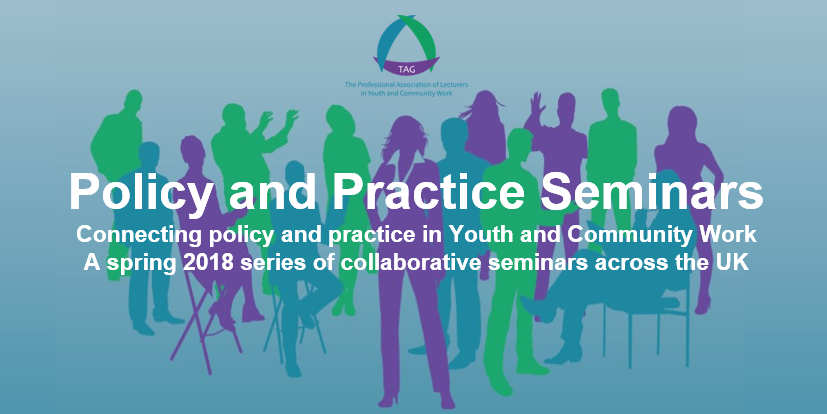 TAG
The Professional Association of Lecturers
in Youth and Community Work
Policy and Practice Seminars
Connecting policy and practice in Youth and Community Work
A spring 2018 series of collaborative seminars across the UK